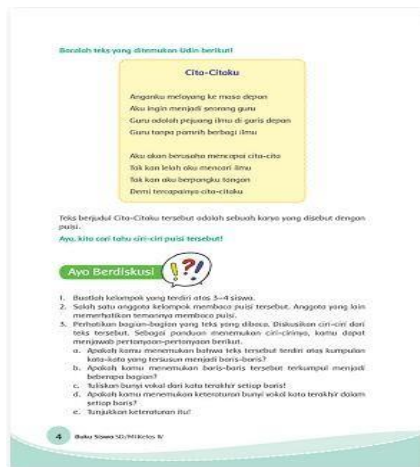 Bacalah teks yang ditemukan Udin berikut!
Cita-Citaku
Anganku melayang ke masa depan
Aku ingin menjadi seorang guru
Guru adalah pejuang ilmu di garis depan
Guru tanpa pamrih berbagi ilmu
Aku akan berusaha mencapai cita-cita
Tak kan lelah aku mencari ilmu
Tak kan aku berpangku tangan
Demi tercapainya cita-citaku
Teks berjudul Cita-Citaku tersebut adalah sebuah karya yang disebut dengan
puisi.
Ayo, kita cari tahu ciri-ciri puisi tersebut!
Ayo Berdiskusi
1. Buatlah kelompok yang terdiri atas 3–4 siswa.
2. Salah satu anggota kelompok membaca puisi tersebut. Anggota yang lain
memerhatikan temannya membaca puisi.
3. Perhatikan bagian-bagian yang teks yang dibaca. Diskusikan ciri-ciri dari
teks tersebut. Sebagai panduan menemukan ciri-cirinya, kamu dapat
menjawab pertanyaan-pertanyaan berikut.
a. Apakah kamu menemukan bahwa teks tersebut terdiri atas kumpulan
kata-kata yang tersusun menjadi baris-baris?
b. Apakah kamu menemukan baris-baris tersebut terkumpul menjadi
beberapa bagian?
c. Tuliskan bunyi vokal dari kata terakhir setiap baris!
d. Apakah kamu menemukan keteraturan bunyi vokal kata terakhir dalam
setiap baris?
e. Tunjukkan keteraturan itu!
4 Buku Siswa SD/MI Kelas IV